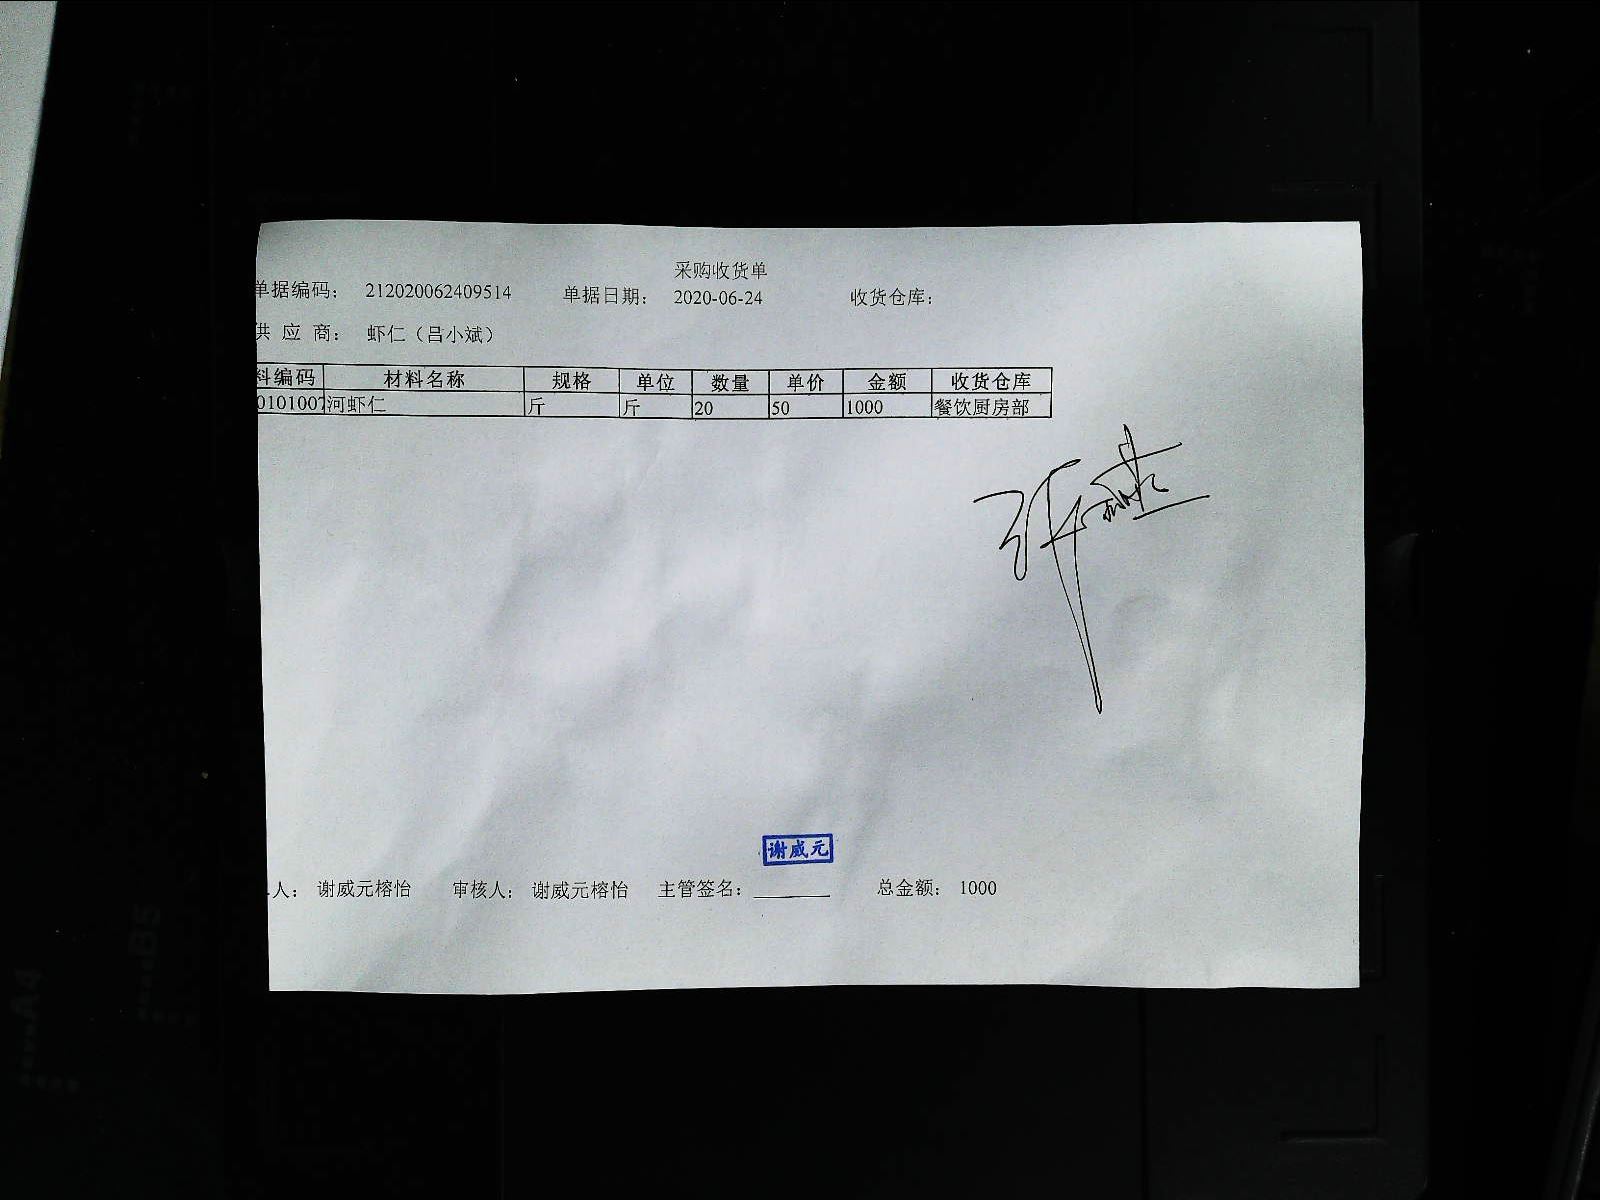 采购收货单
单据编码： 212020062409514 单据日期： 2020-06-24 收货仓库：
供 应 商： 虾仁（吕小斌）
料编码 材料名称 规格 单位 数量 单价 金额 收货仓库
0101007 河虾仁 斤 斤 20 50 1000 餐饮厨房部
谢威元
人： 谢威元榕怡 审核人： 谢威元榕怡 主管签名： 总金额： 1000
B5
A4